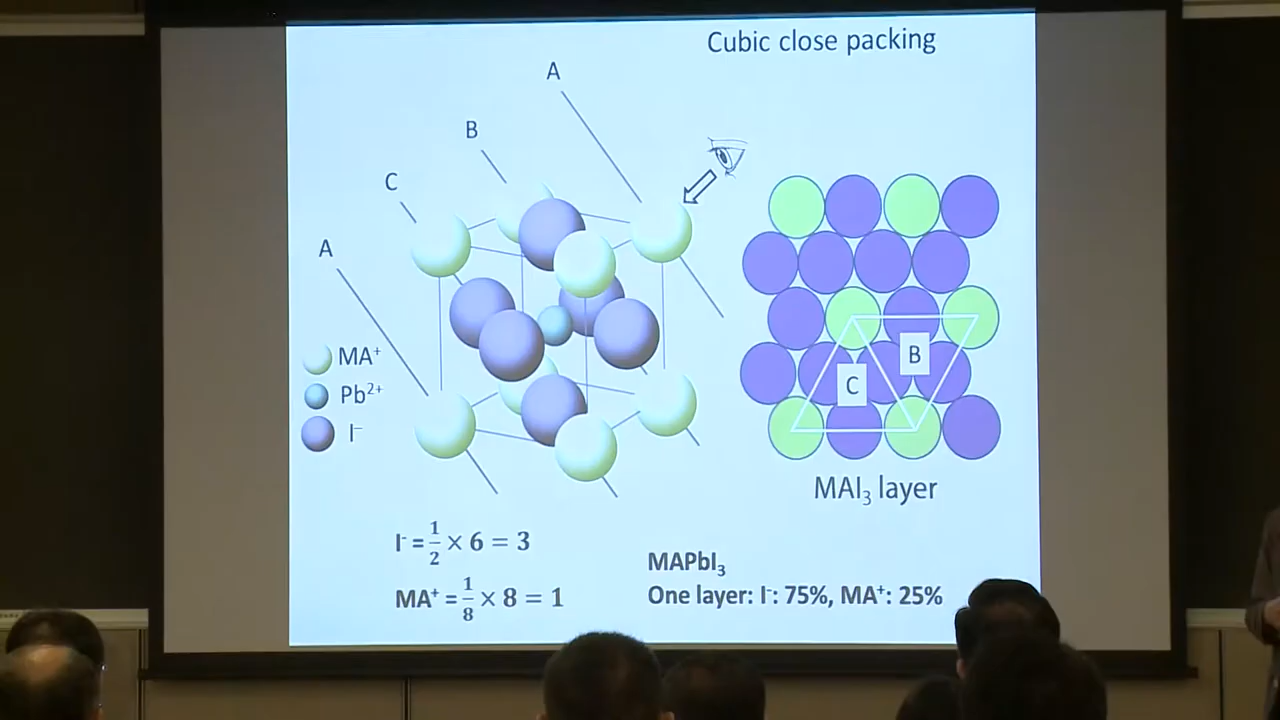 Cubic close packing
A
B
C
A
MA⁺
Pb²⁺
I⁻
B
C
MAI₃ layer
I⁻ = 1/2 × 6 = 3
MA⁺ = 1/8 × 8 = 1
MAPbI₃
One layer: I⁻: 75%, MA⁺: 25%